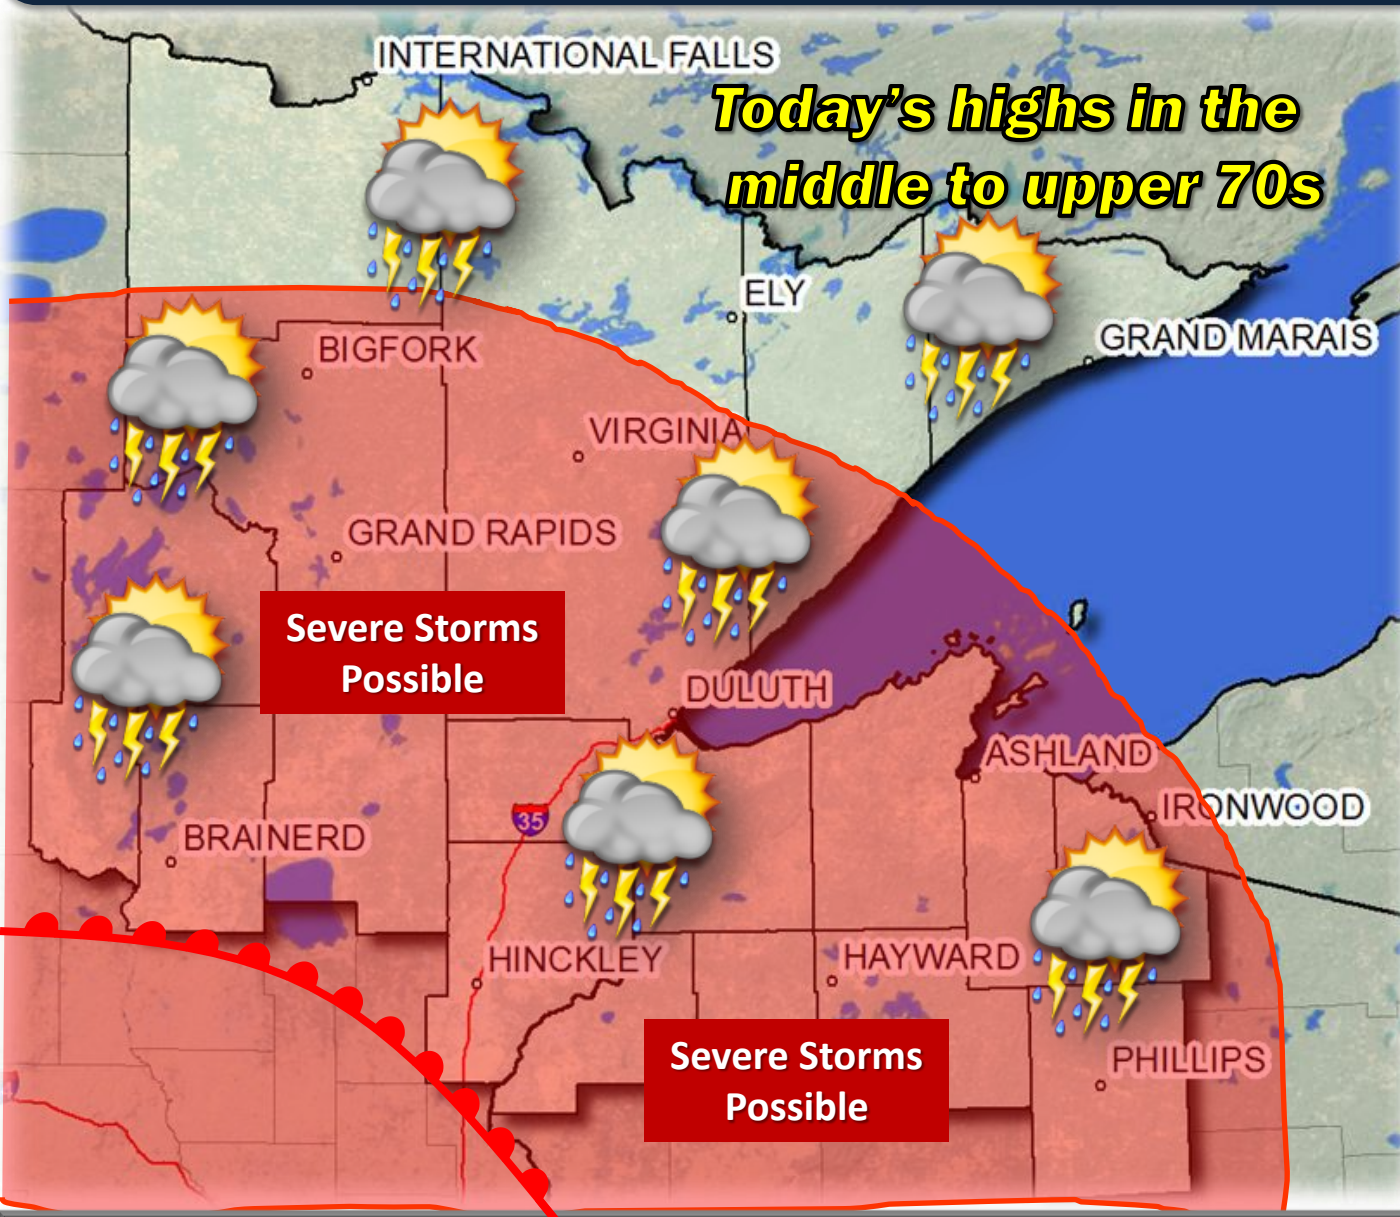 INTERNATIONAL FALLS
Today's highs in the
middle to upper 70s
ELY
GRAND MARAIS
BIGFORK
VIRGINIA
GRAND RAPIDS
Severe Storms
Possible
DULUTH
ASHLAND
IRONWOOD
35
BRAINERD
HINCKLEY
HAYWARD
Severe Storms
Possible
PHILLIPS